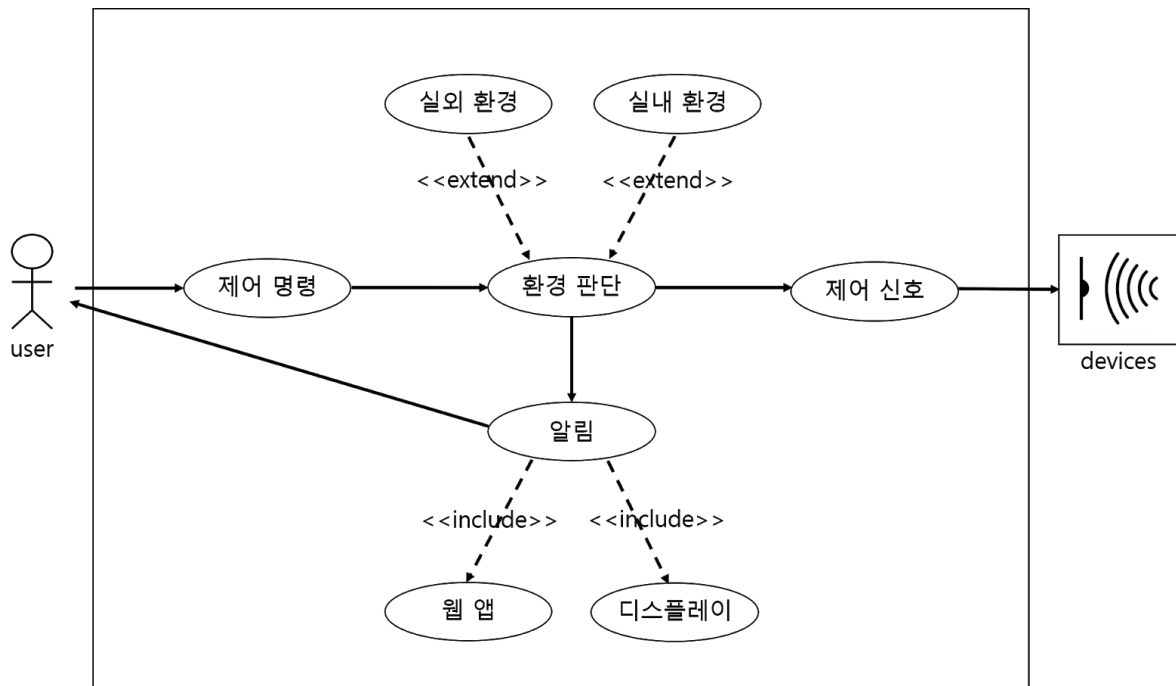 실외 환경
실내 환경
<<extend>>
<<extend>>
제어 명령
환경 판단
제어 신호
user
devices
알림
<<include>>
<<include>>
웹 앱
디스플레이